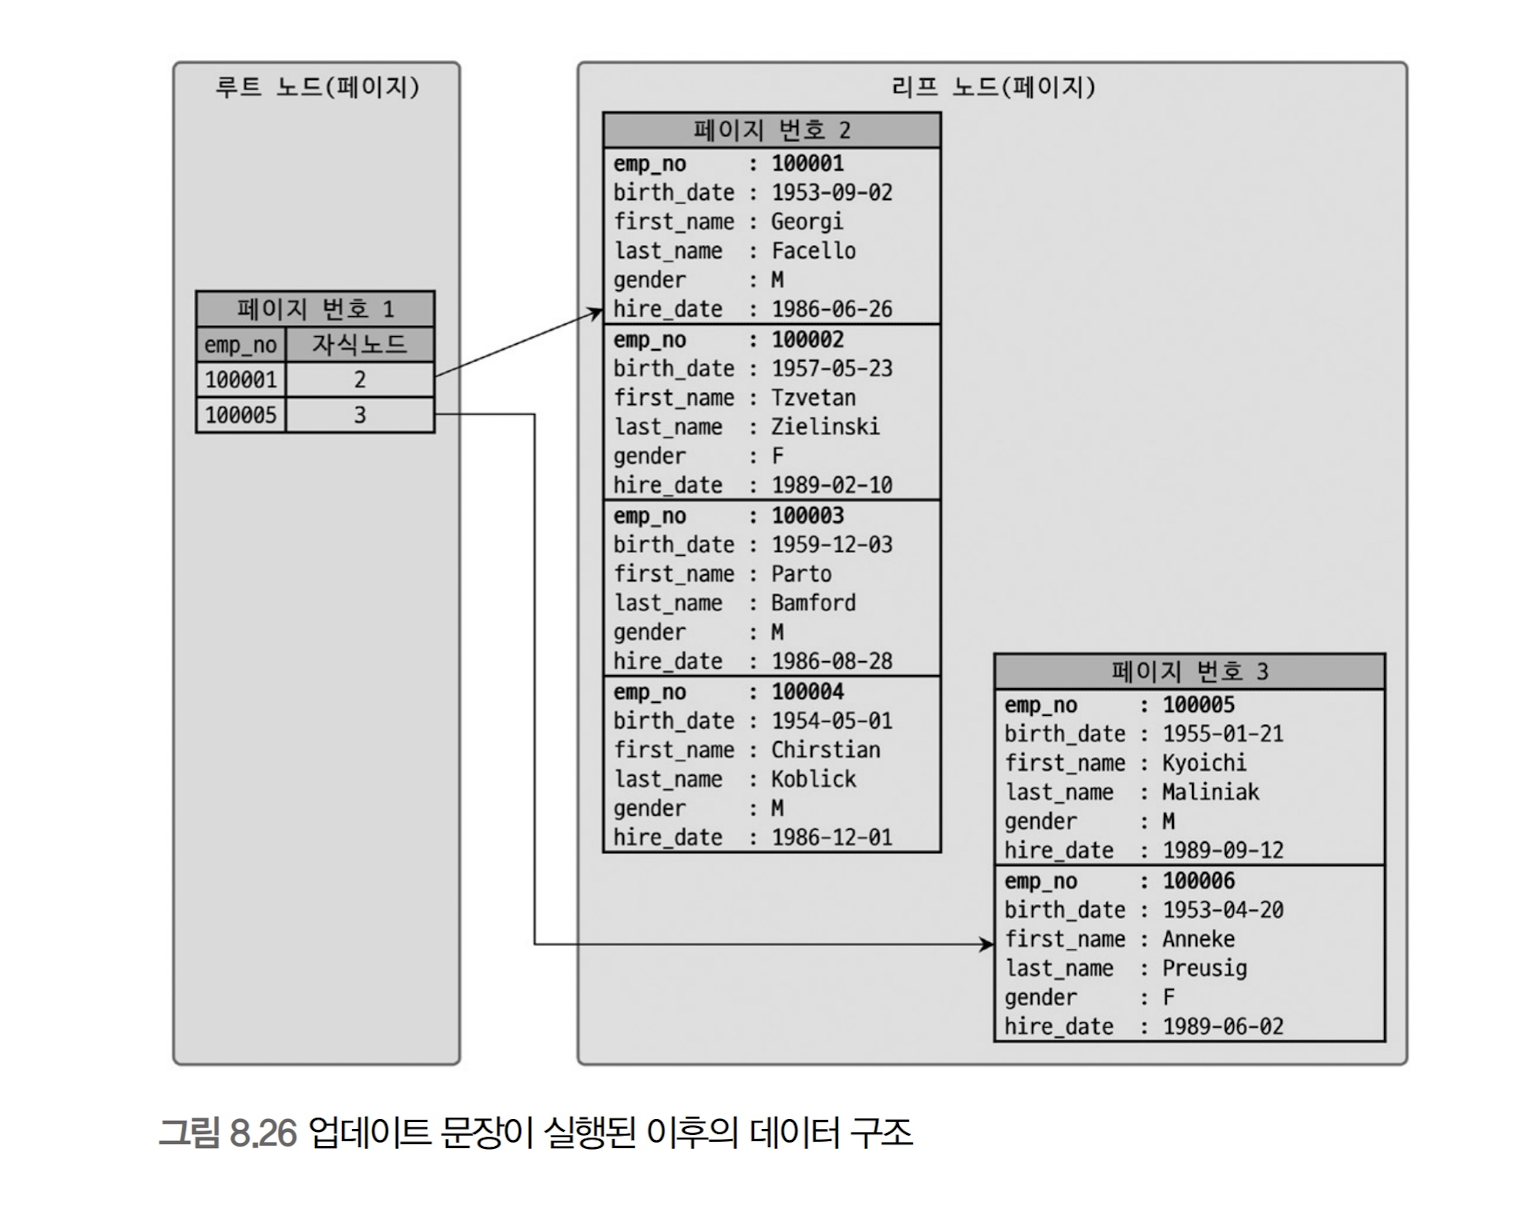 루트 노드(페이지)
페이지 번호 1
emp_no 자식노드
100001 2
100005 3
리프 노드(페이지)
페이지 번호 2
emp_no : 100001
birth_date : 1953-09-02
first_name : Georgi
last_name : Facello
gender : M
hire_date : 1986-06-26
emp_no : 100002
birth_date : 1957-05-23
first_name : Tzvetan
last_name : Zielinski
gender : F
hire_date : 1989-02-10
emp_no : 100003
birth_date : 1959-12-03
first_name : Parto
last_name : Bamford
gender : M
hire_date : 1986-08-28
emp_no : 100004
birth_date : 1954-05-01
first_name : Chirstian
last_name : Koblick
gender : M
hire_date : 1986-12-01
페이지 번호 3
emp_no : 100005
birth_date : 1955-01-21
first_name : Kyoichi
last_name : Maliniak
gender : M
hire_date : 1989-09-12
emp_no : 100006
birth_date : 1953-04-20
first_name : Anneke
last_name : Preusig
gender : F
hire_date : 1989-06-02
그림 8.26 업데이트 문장이 실행된 이후의 데이터 구조